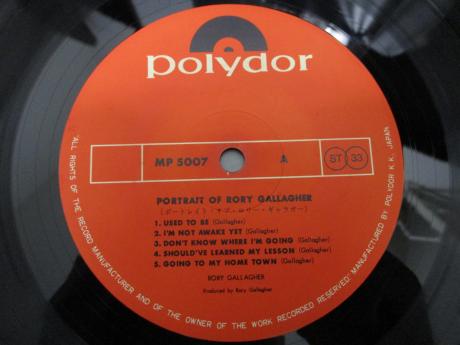 polydor
MP 5007 A ST 33
PORTRAIT OF RORY GALLAGHER
(ポートレイト・オブ・ロリー・ギャラガー)
1. USED TO BE (Gallagher)
2. I'M NOT AWAKE YET (Gallagher)
3. DON'T KNOW WHERE I'M GOING (Gallagher)
4. SHOULD'VE LEARNED MY LESSON (Gallagher)
5. GOING TO MY HOME TOWN (Gallagher)
RORY GALLAGHER
Produced by Rory Gallagher
"ALL RIGHTS OF THE RECORD MANUFACTURER AND OF THE OWNER OF THE WORK RECORDED RESERVED" MANUFACTURED BY POLYDOR K.K. JAPAN